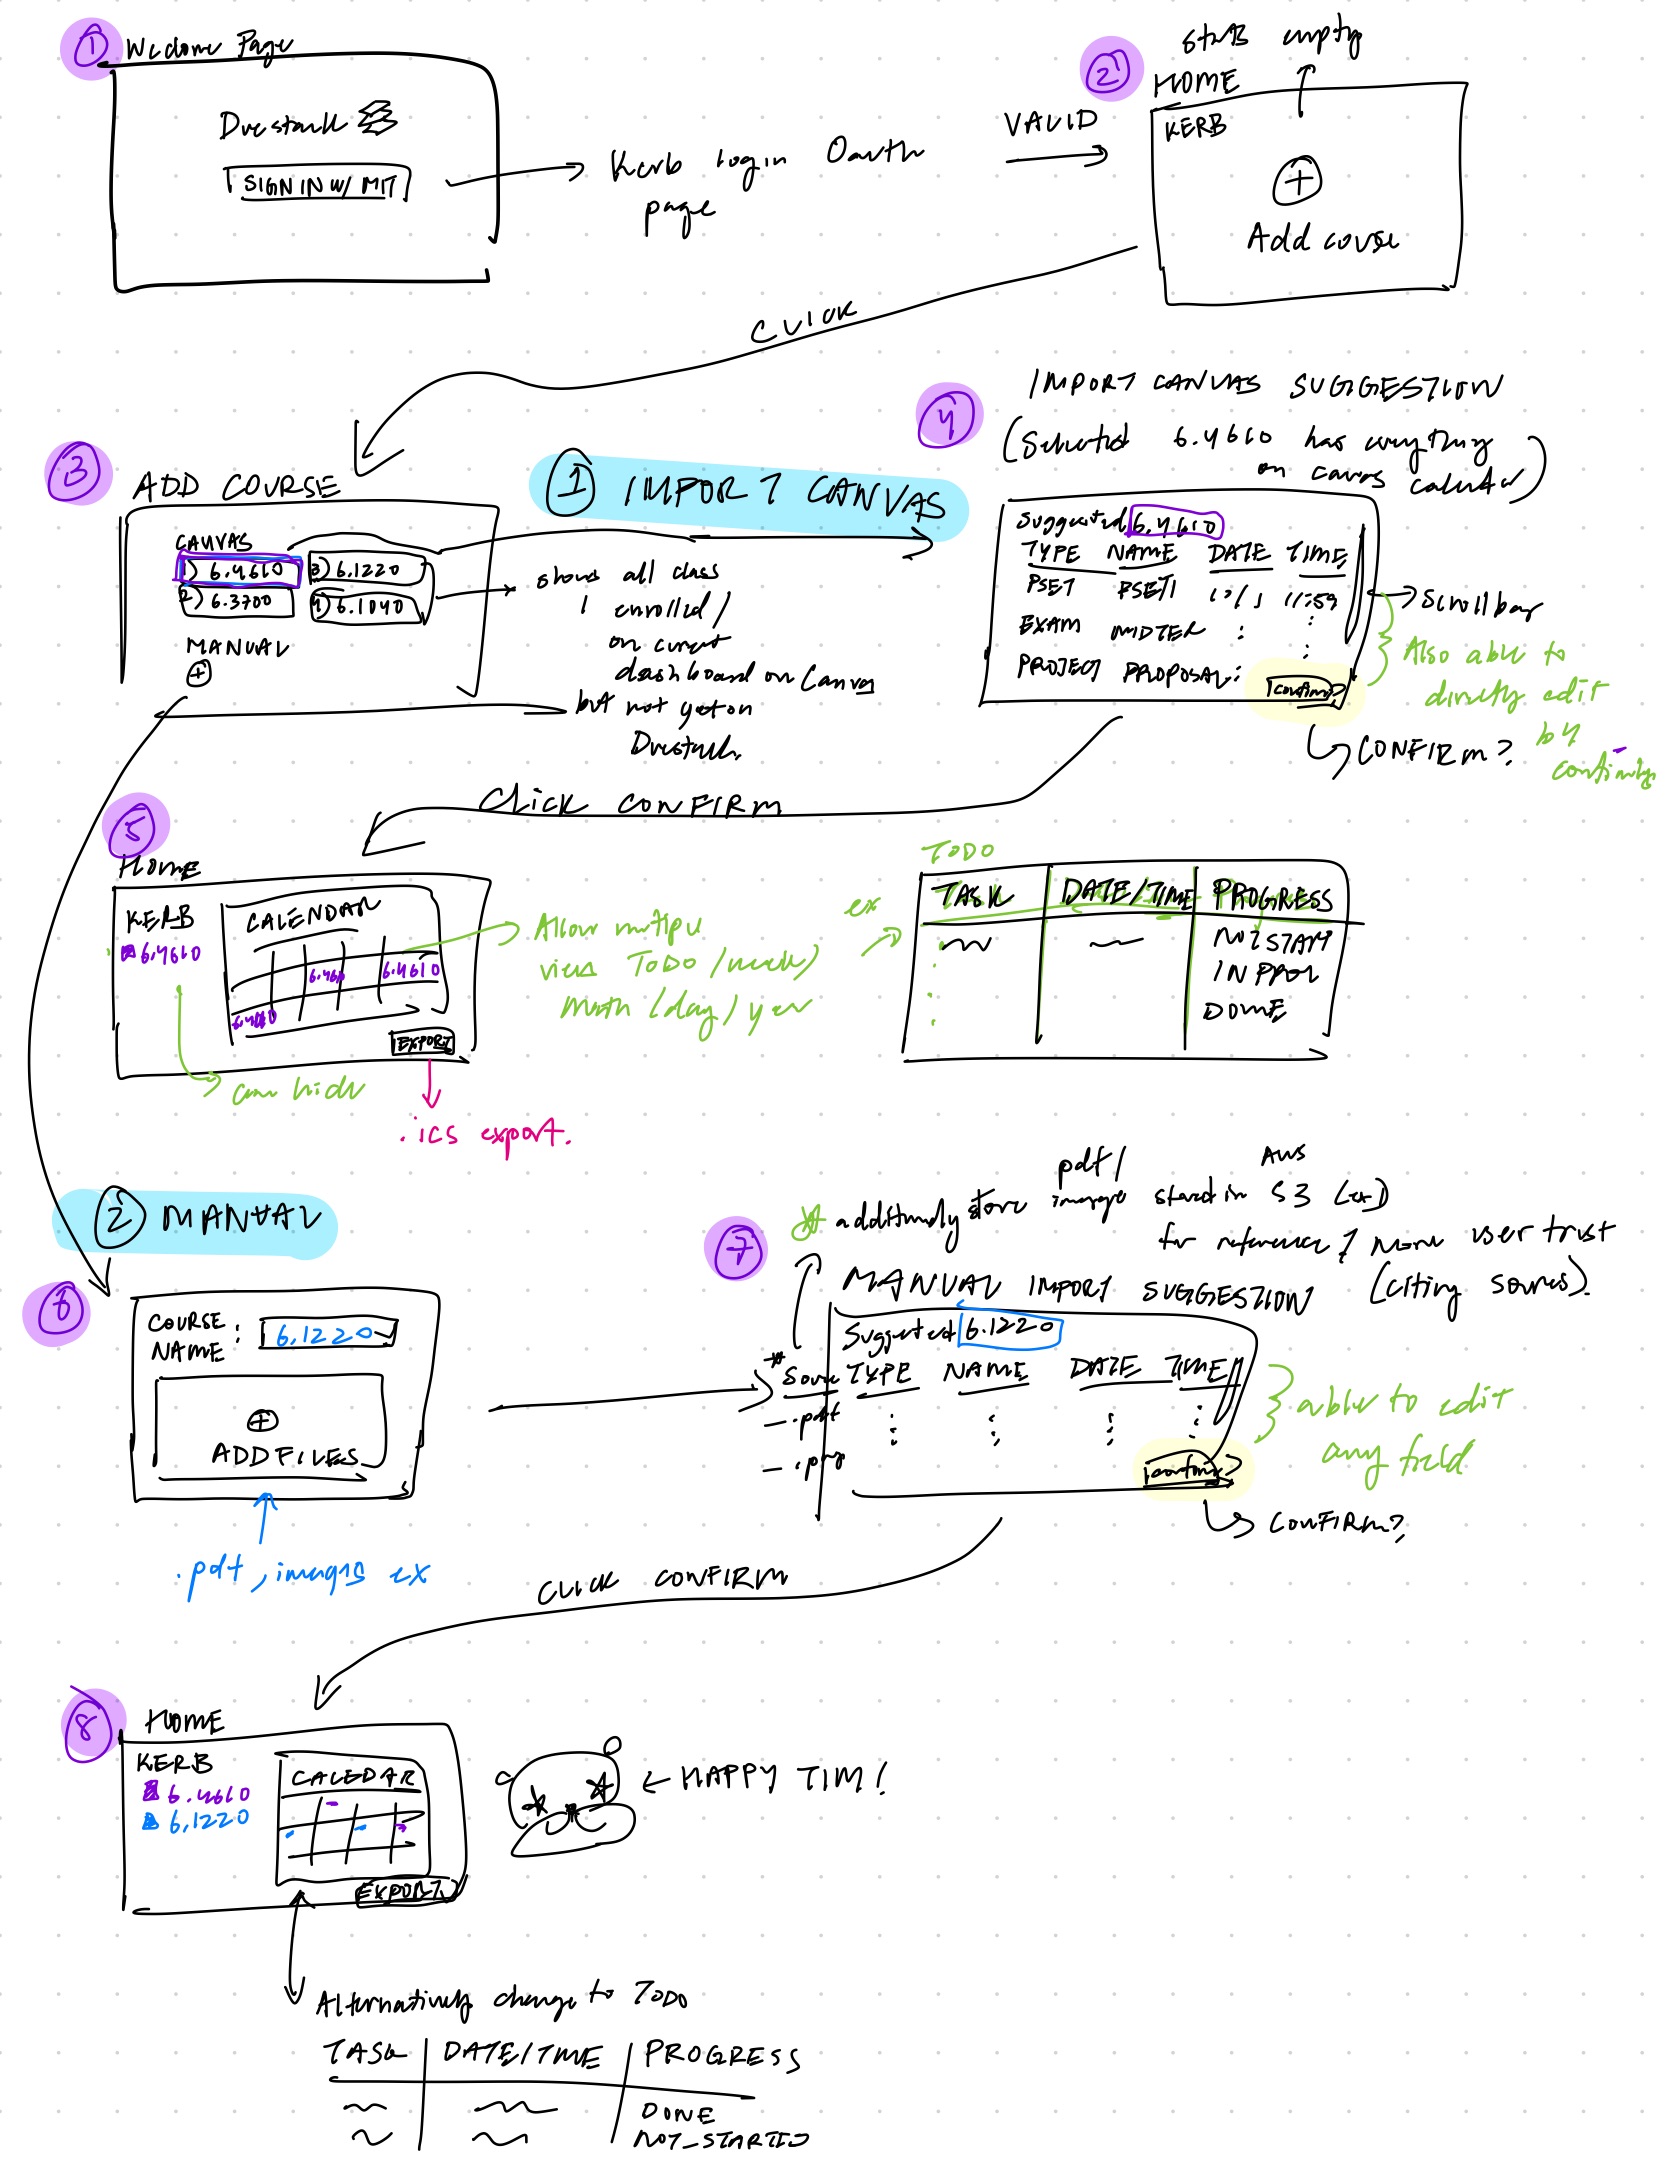 1
Welcome Page
Duestack
SIGN IN W/ MIT
Kerb login Oauth
page
VALID
2
starts empty
HOME
KERB
+
Add course
CLICK
3
ADD COURSE
CANVAS
1) 6.4610
3) 6.1220
2) 6.3700
4) 6.1040
MANUAL
+
shows all class
I enrolled /
on current
dashboard on Canvas
but not yet on
Duestack.
1 IMPORT CANVAS
4
IMPORT CANVAS SUGGESTION
(Selected 6.4610 has everything
on canvas calendar)
Suggested 6.4610
TYPE NAME DATE TIME
PSET PSET1 11:59
EXAM MIDTER :
PROJECT PROPOSAL :
confirm
Scrollbar
Also able to
directly edit
by
CONFIRM?
CLICK CONFIRM
5
HOME
KERB
6.4610
CALENDAR
6.4610
6.4610
6.4610
EXPORT
can hide
.ics export.
Allow multiple
views TODO / week /
Month / day / year
ex
TODO
TASK DATE/TIME PROGRESS
NOT START
IN PROG
DONE
2 MANUAL
6
COURSE
NAME : 6.1220
+
ADD FILES
.pdf, images ex
7
* additionally store pdf / image stored in AWS S3 (ex)
for reference / more user trust
(citing sources).
MANUAL IMPORT SUGGESTION
Suggested 6.1220
* Source TYPE NAME DATE TIME
— .pdf
— .png
confirm
able to edit
any field
CONFIRM?
CLICK CONFIRM
8
HOME
KERB
6.4610
6.1220
CALEDAR
EXPORT
← HAPPY TIM!
Alternatively change to TODO
TASK DATE/TIME PROGRESS
DONE
NOT_STARTED